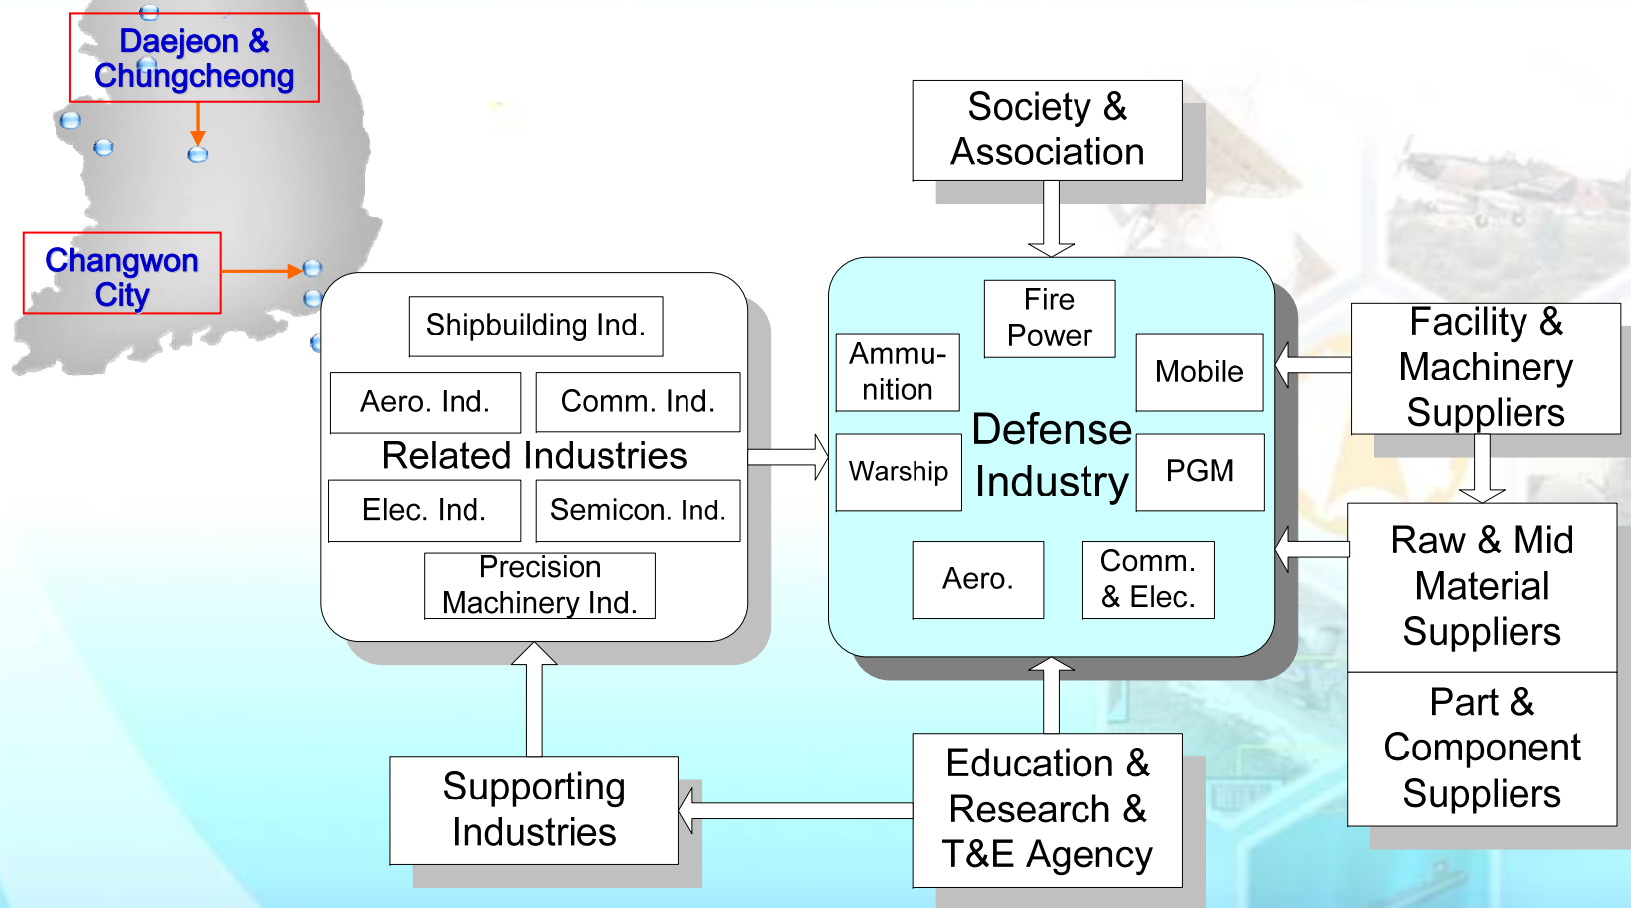 Daejeon &
Chungcheong
Changwon
City
Society &
Association
Shipbuilding Ind.
Aero. Ind.
Comm. Ind.
Related Industries
Elec. Ind.
Semicon. Ind.
Precision
Machinery Ind.
Fire
Power
Ammu-
nition
Mobile
Defense
Industry
Warship
PGM
Aero.
Comm.
& Elec.
Facility &
Machinery
Suppliers
Raw & Mid
Material
Suppliers
Part &
Component
Suppliers
Supporting
Industries
Education &
Research &
T&E Agency